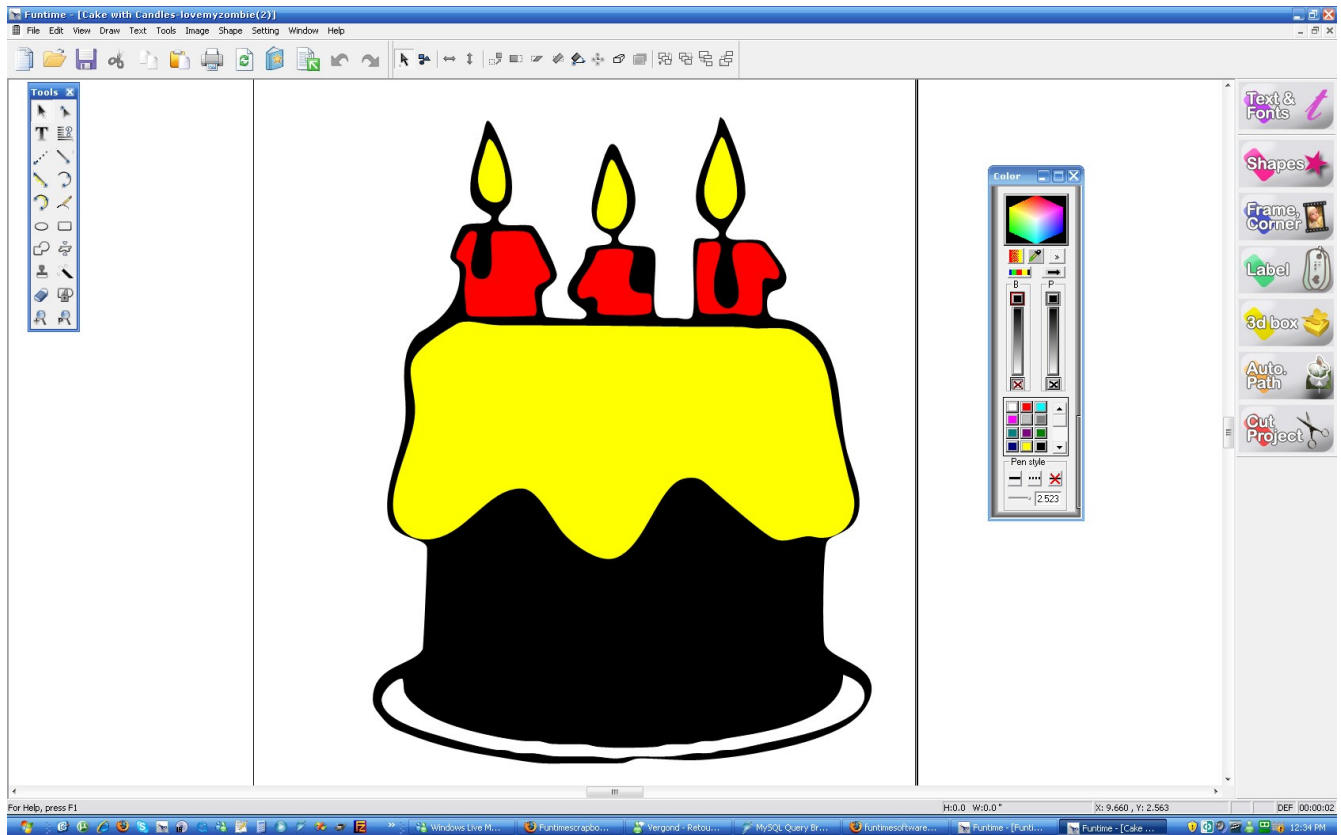 Funtime - [Cake with Candles-lovemyzombie(2)]
File Edit View Draw Text Tools Image Shape Setting Window Help
Tools
T
Text & Fonts
Shapes
Frame, Corner
Label
3d box
Auto. Path
Cut Project
Color
B P
Pen style
2.523
For Help, press F1
H:0.0 W:0.0"
X: 9.660 , Y: 2.563
DEF 00:00:02
Windows Live M...
Funtimescrapbo...
Vergond - Retou...
MySQL Query Br...
funtimesoftware...
Funtime - [Funti...
Funtime - [Cake ...
12:34 PM